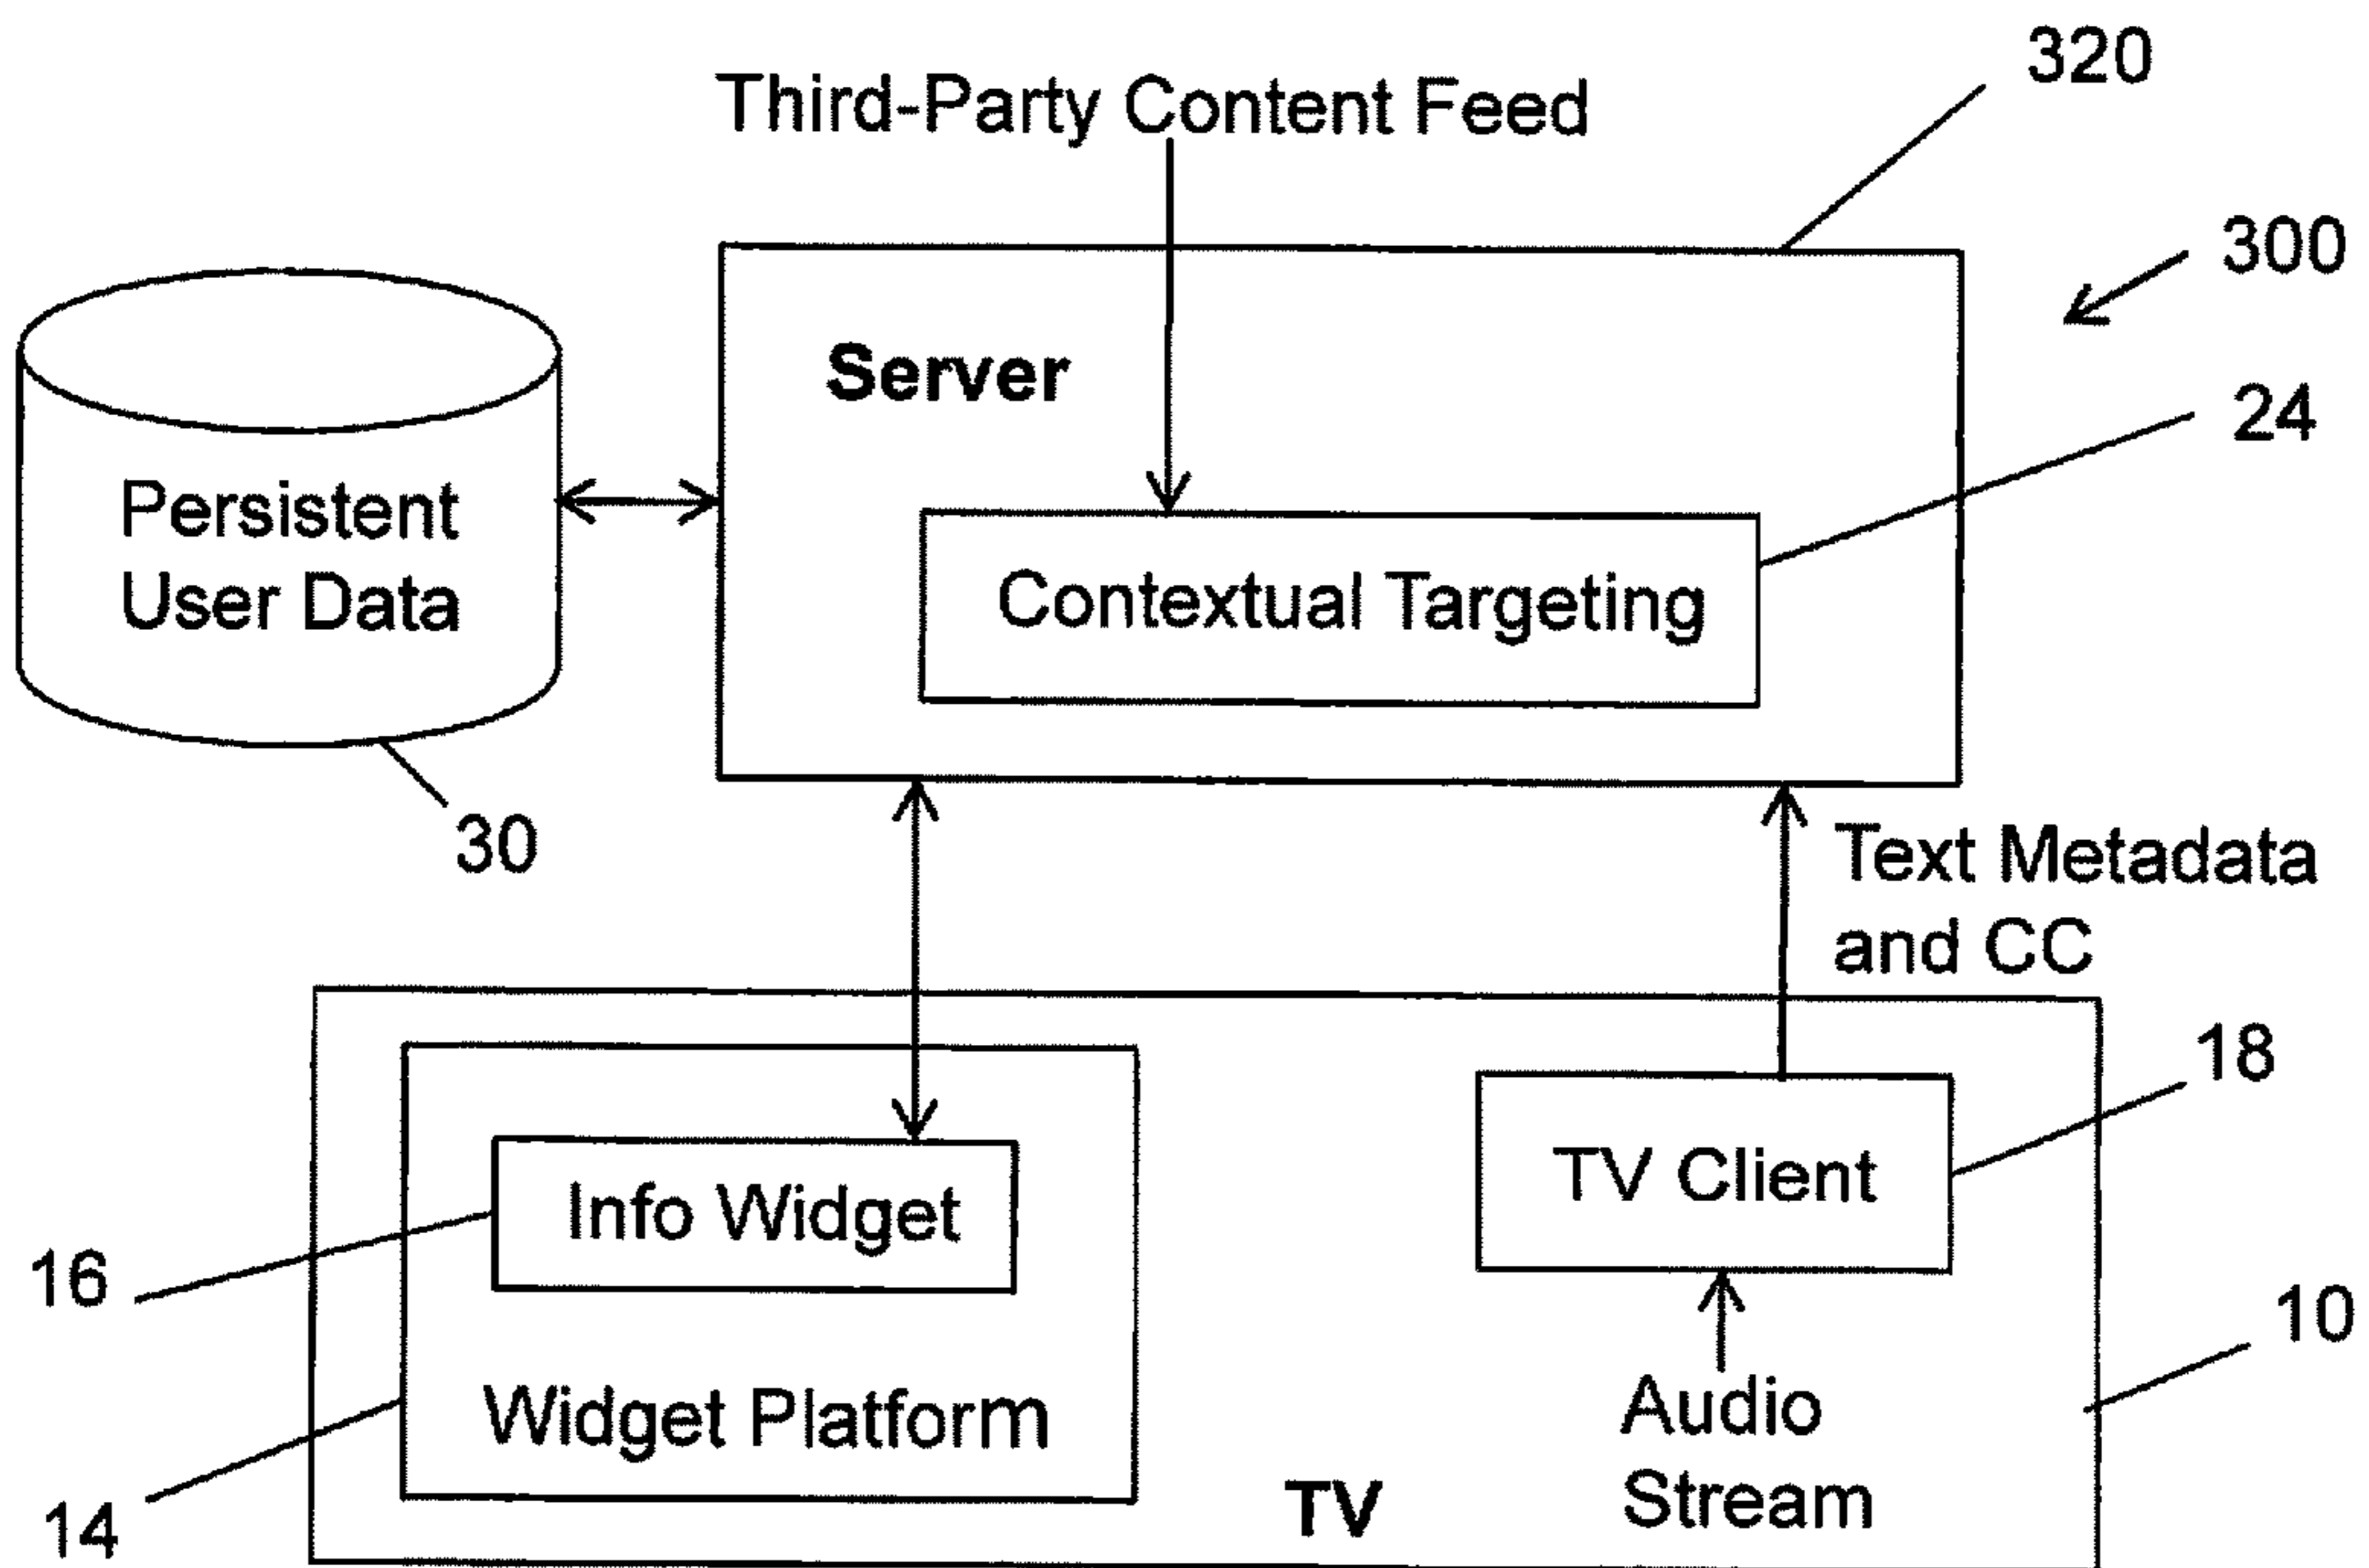 320
Third-Party Content Feed
300
Server
24
Persistent
User Data
Contextual Targeting
30
Text Metadata
and CC
18
TV Client
Info Widget
16
10
Audio
Stream
Widget Platform
TV
14